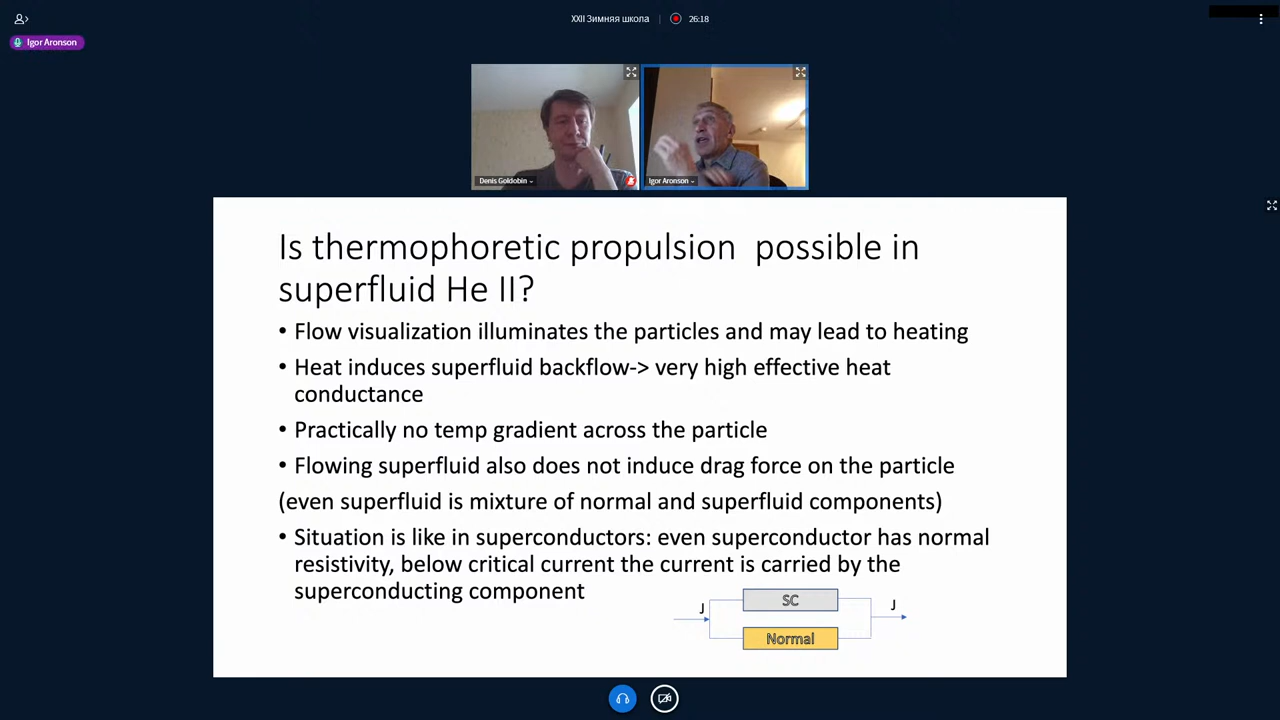 XXII Зимняя школа
26:18
Igor Aronson
Denis Goldobin
Igor Aronson
Is thermophoretic propulsion possible in
superfluid He II?
• Flow visualization illuminates the particles and may lead to heating
• Heat induces superfluid backflow-> very high effective heat
conductance
• Practically no temp gradient across the particle
• Flowing superfluid also does not induce drag force on the particle
(even superfluid is mixture of normal and superfluid components)
• Situation is like in superconductors: even superconductor has normal
resistivity, below critical current the current is carried by the
superconducting component
J
SC
J
Normal